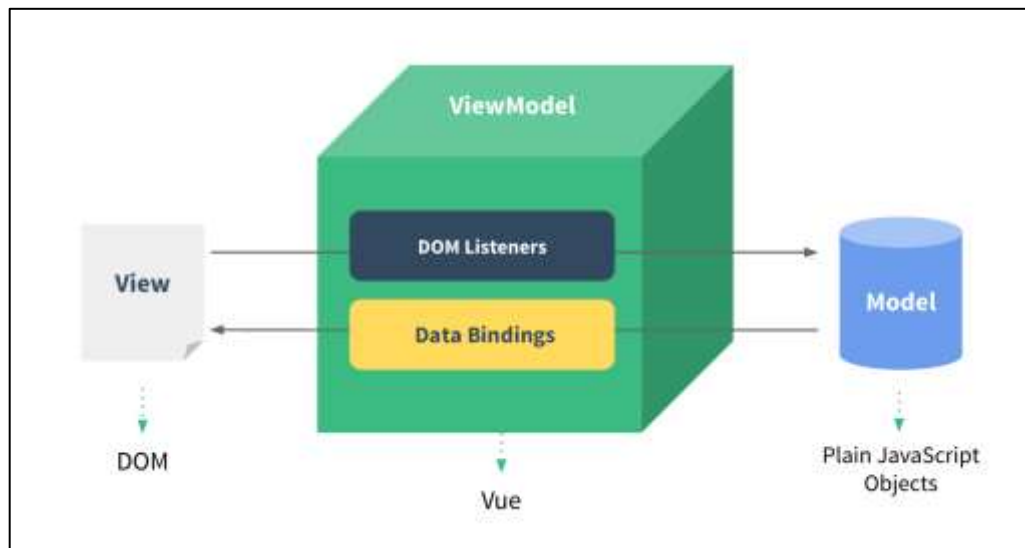 ViewModel
DOM Listeners
View
Model
Data Bindings
DOM
Vue
Plain JavaScript
Objects